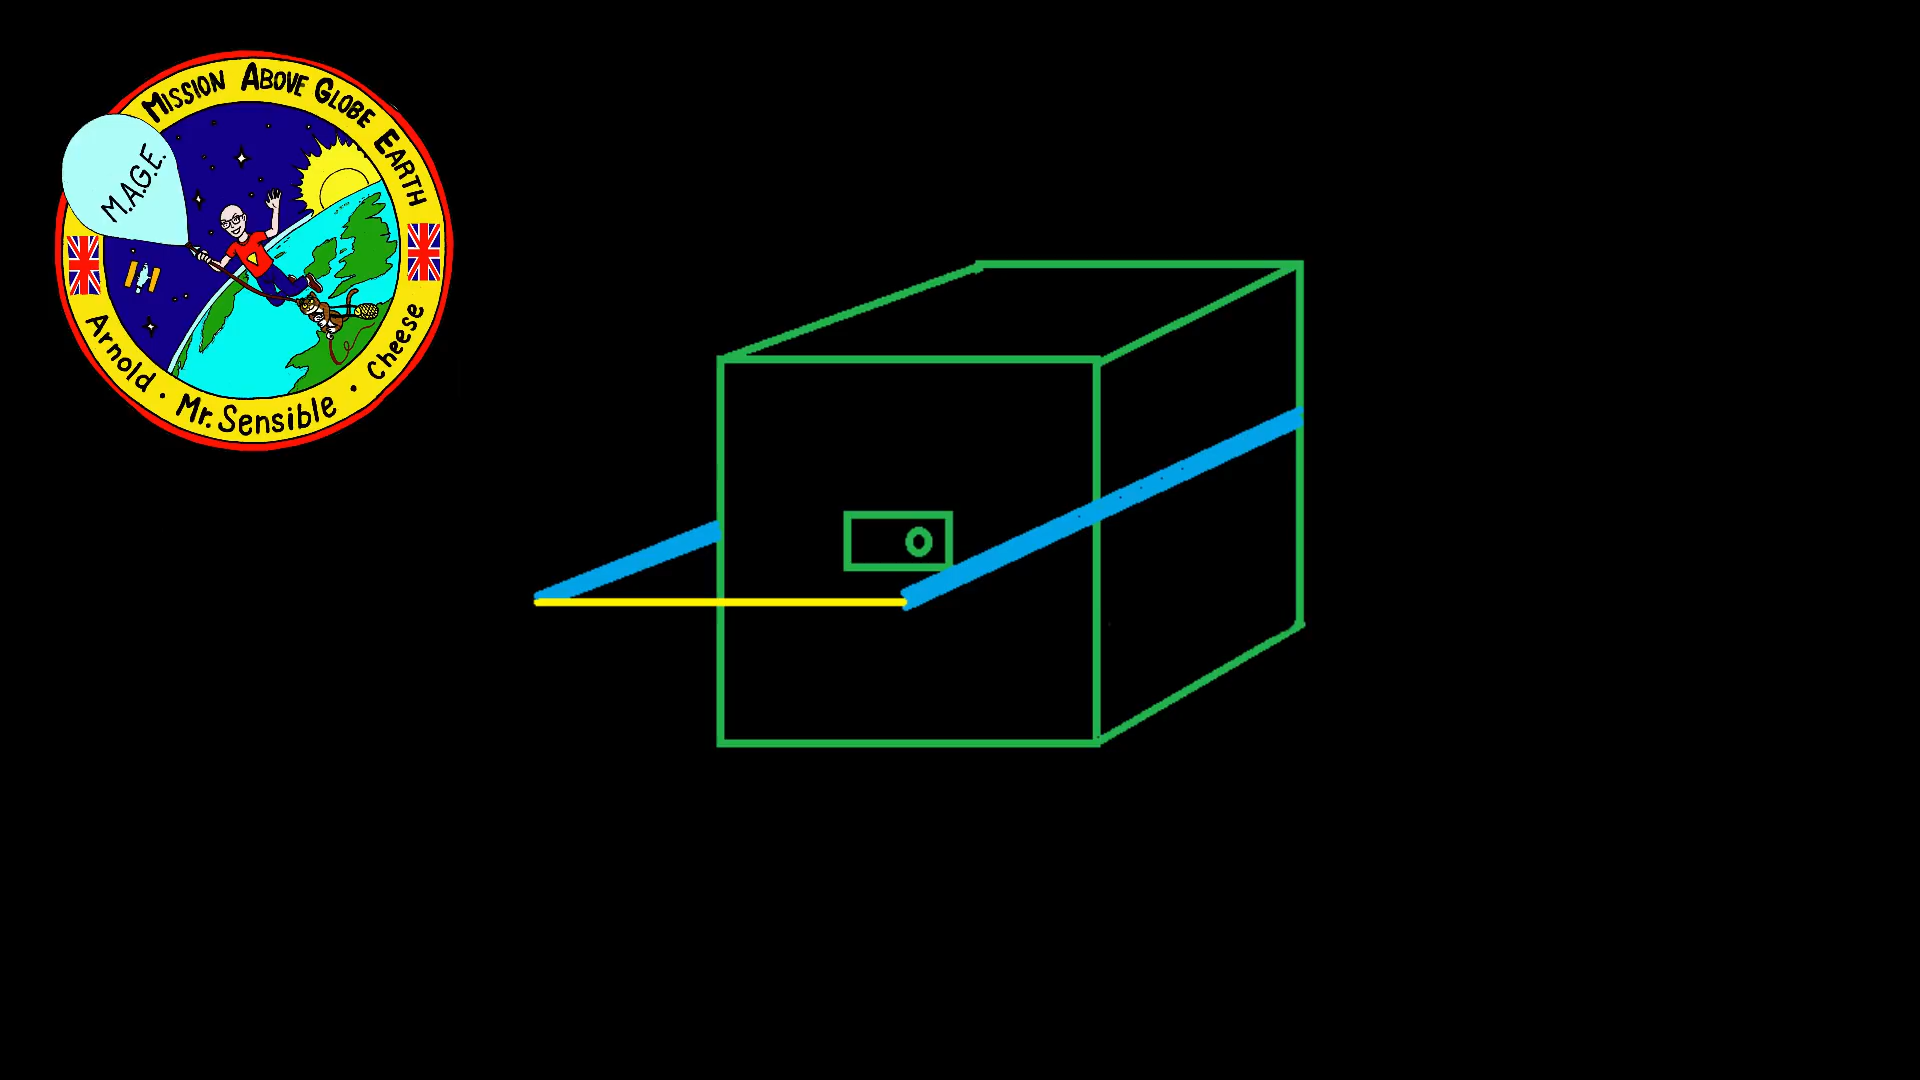 Mission Above Globe Earth
M.A.G.E.
Arnold · Mr. Sensible · Cheese